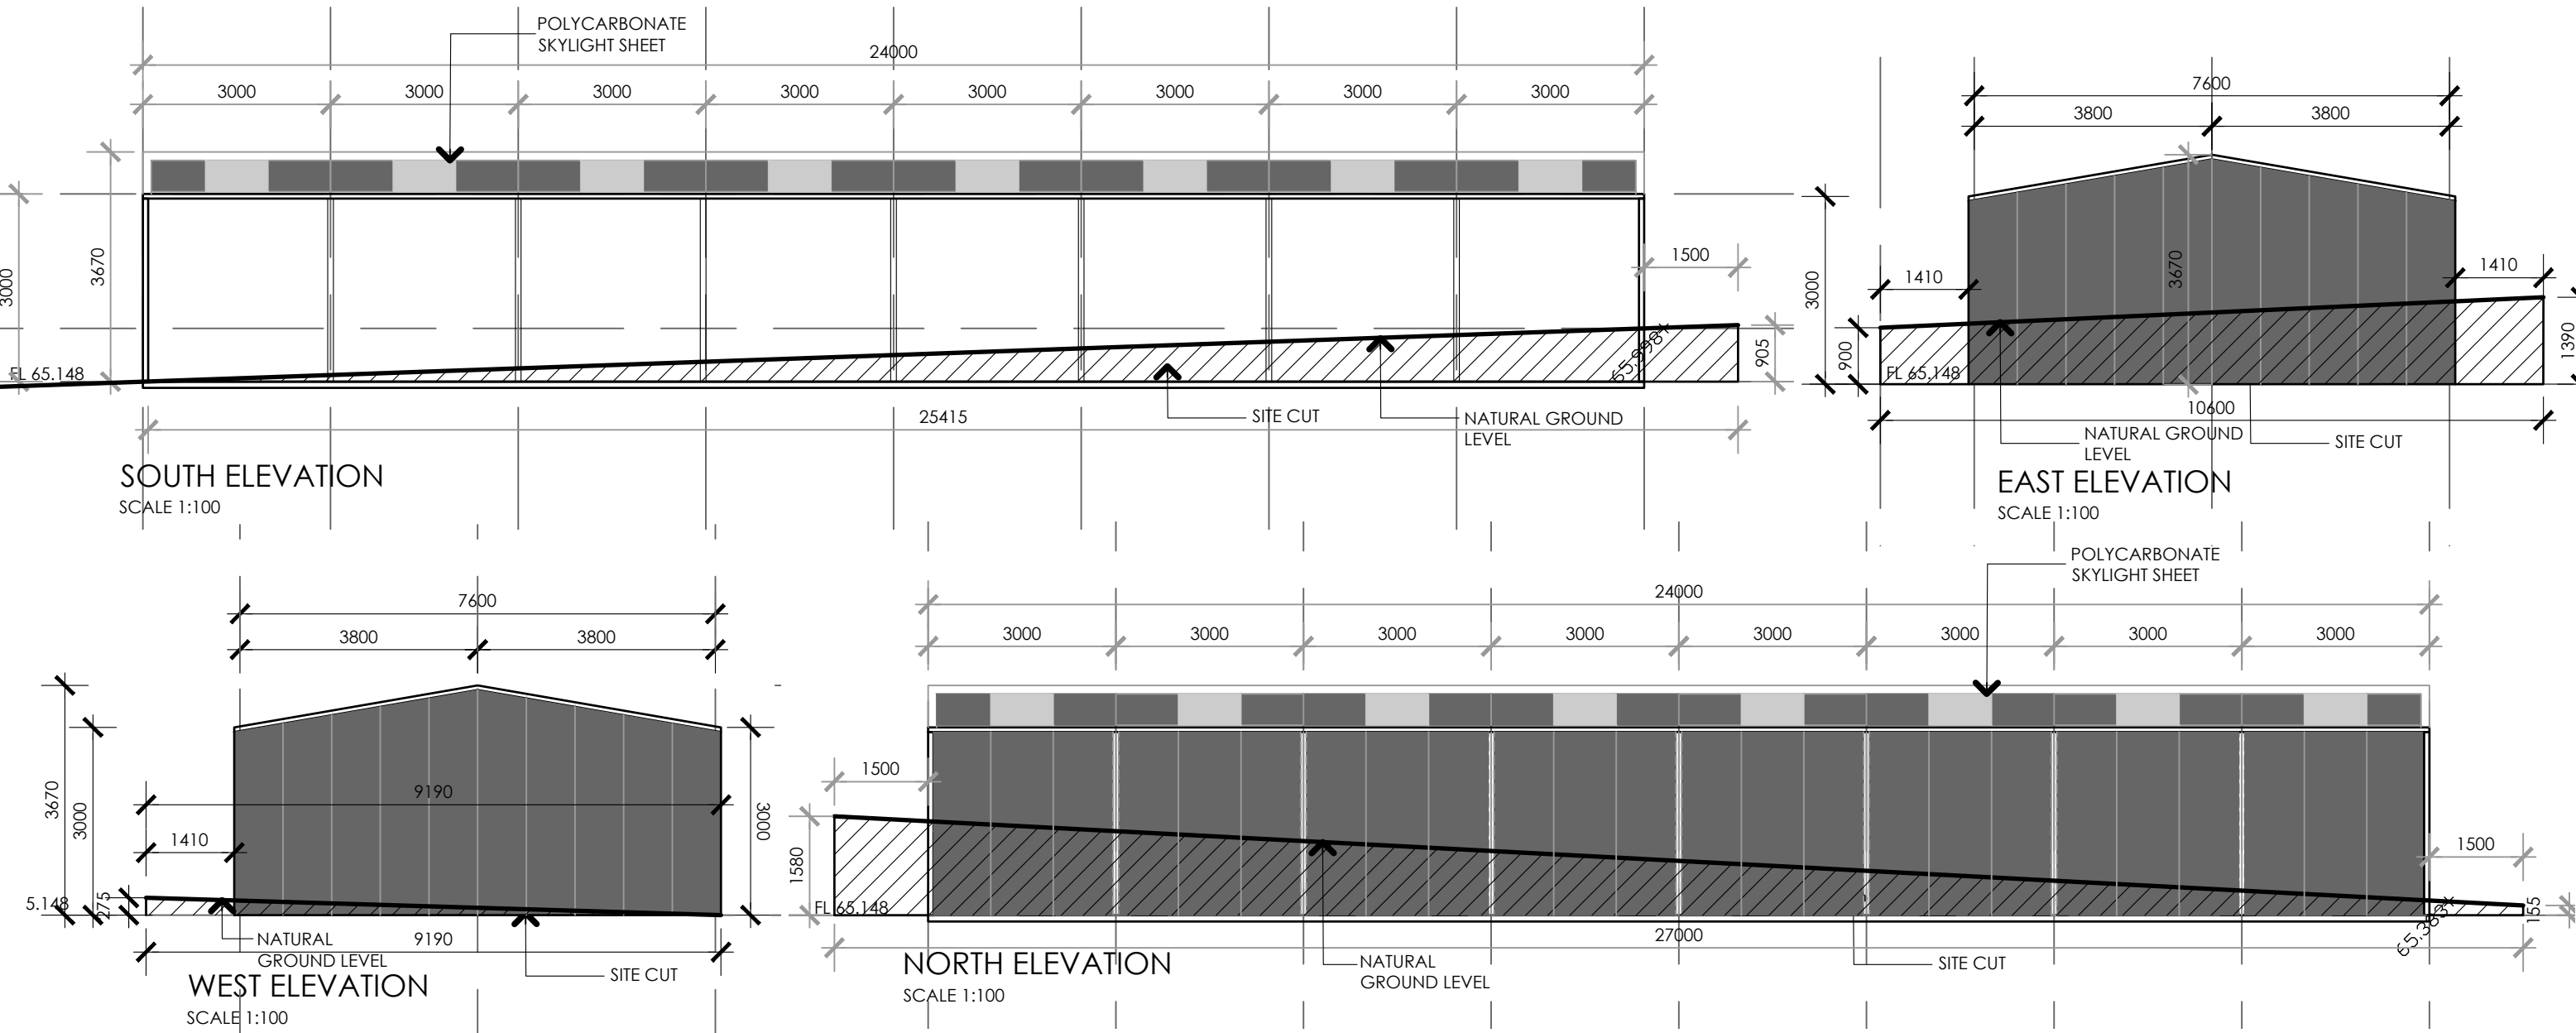 POLYCARBONATE
SKYLIGHT SHEET
24000
3000 3000 3000 3000 3000 3000 3000 3000
3670
3000
1500
905
65.998
FL 65.148
SITE CUT
NATURAL GROUND
LEVEL
25415
SOUTH ELEVATION
SCALE 1:100
7600
3800 3800
3670
1410
1410
3000
900
1390
FL 65.148
10600
NATURAL GROUND
LEVEL
SITE CUT
EAST ELEVATION
SCALE 1:100
7600
3800 3800
3670
3000
9190
3000
1410
275
5.148
NATURAL
GROUND LEVEL
9190
SITE CUT
WEST ELEVATION
SCALE 1:100
POLYCARBONATE
SKYLIGHT SHEET
24000
3000 3000 3000 3000 3000 3000 3000 3000
1500
1580
1500
155
FL 65.148
27000
NATURAL
GROUND LEVEL
SITE CUT
NORTH ELEVATION
SCALE 1:100